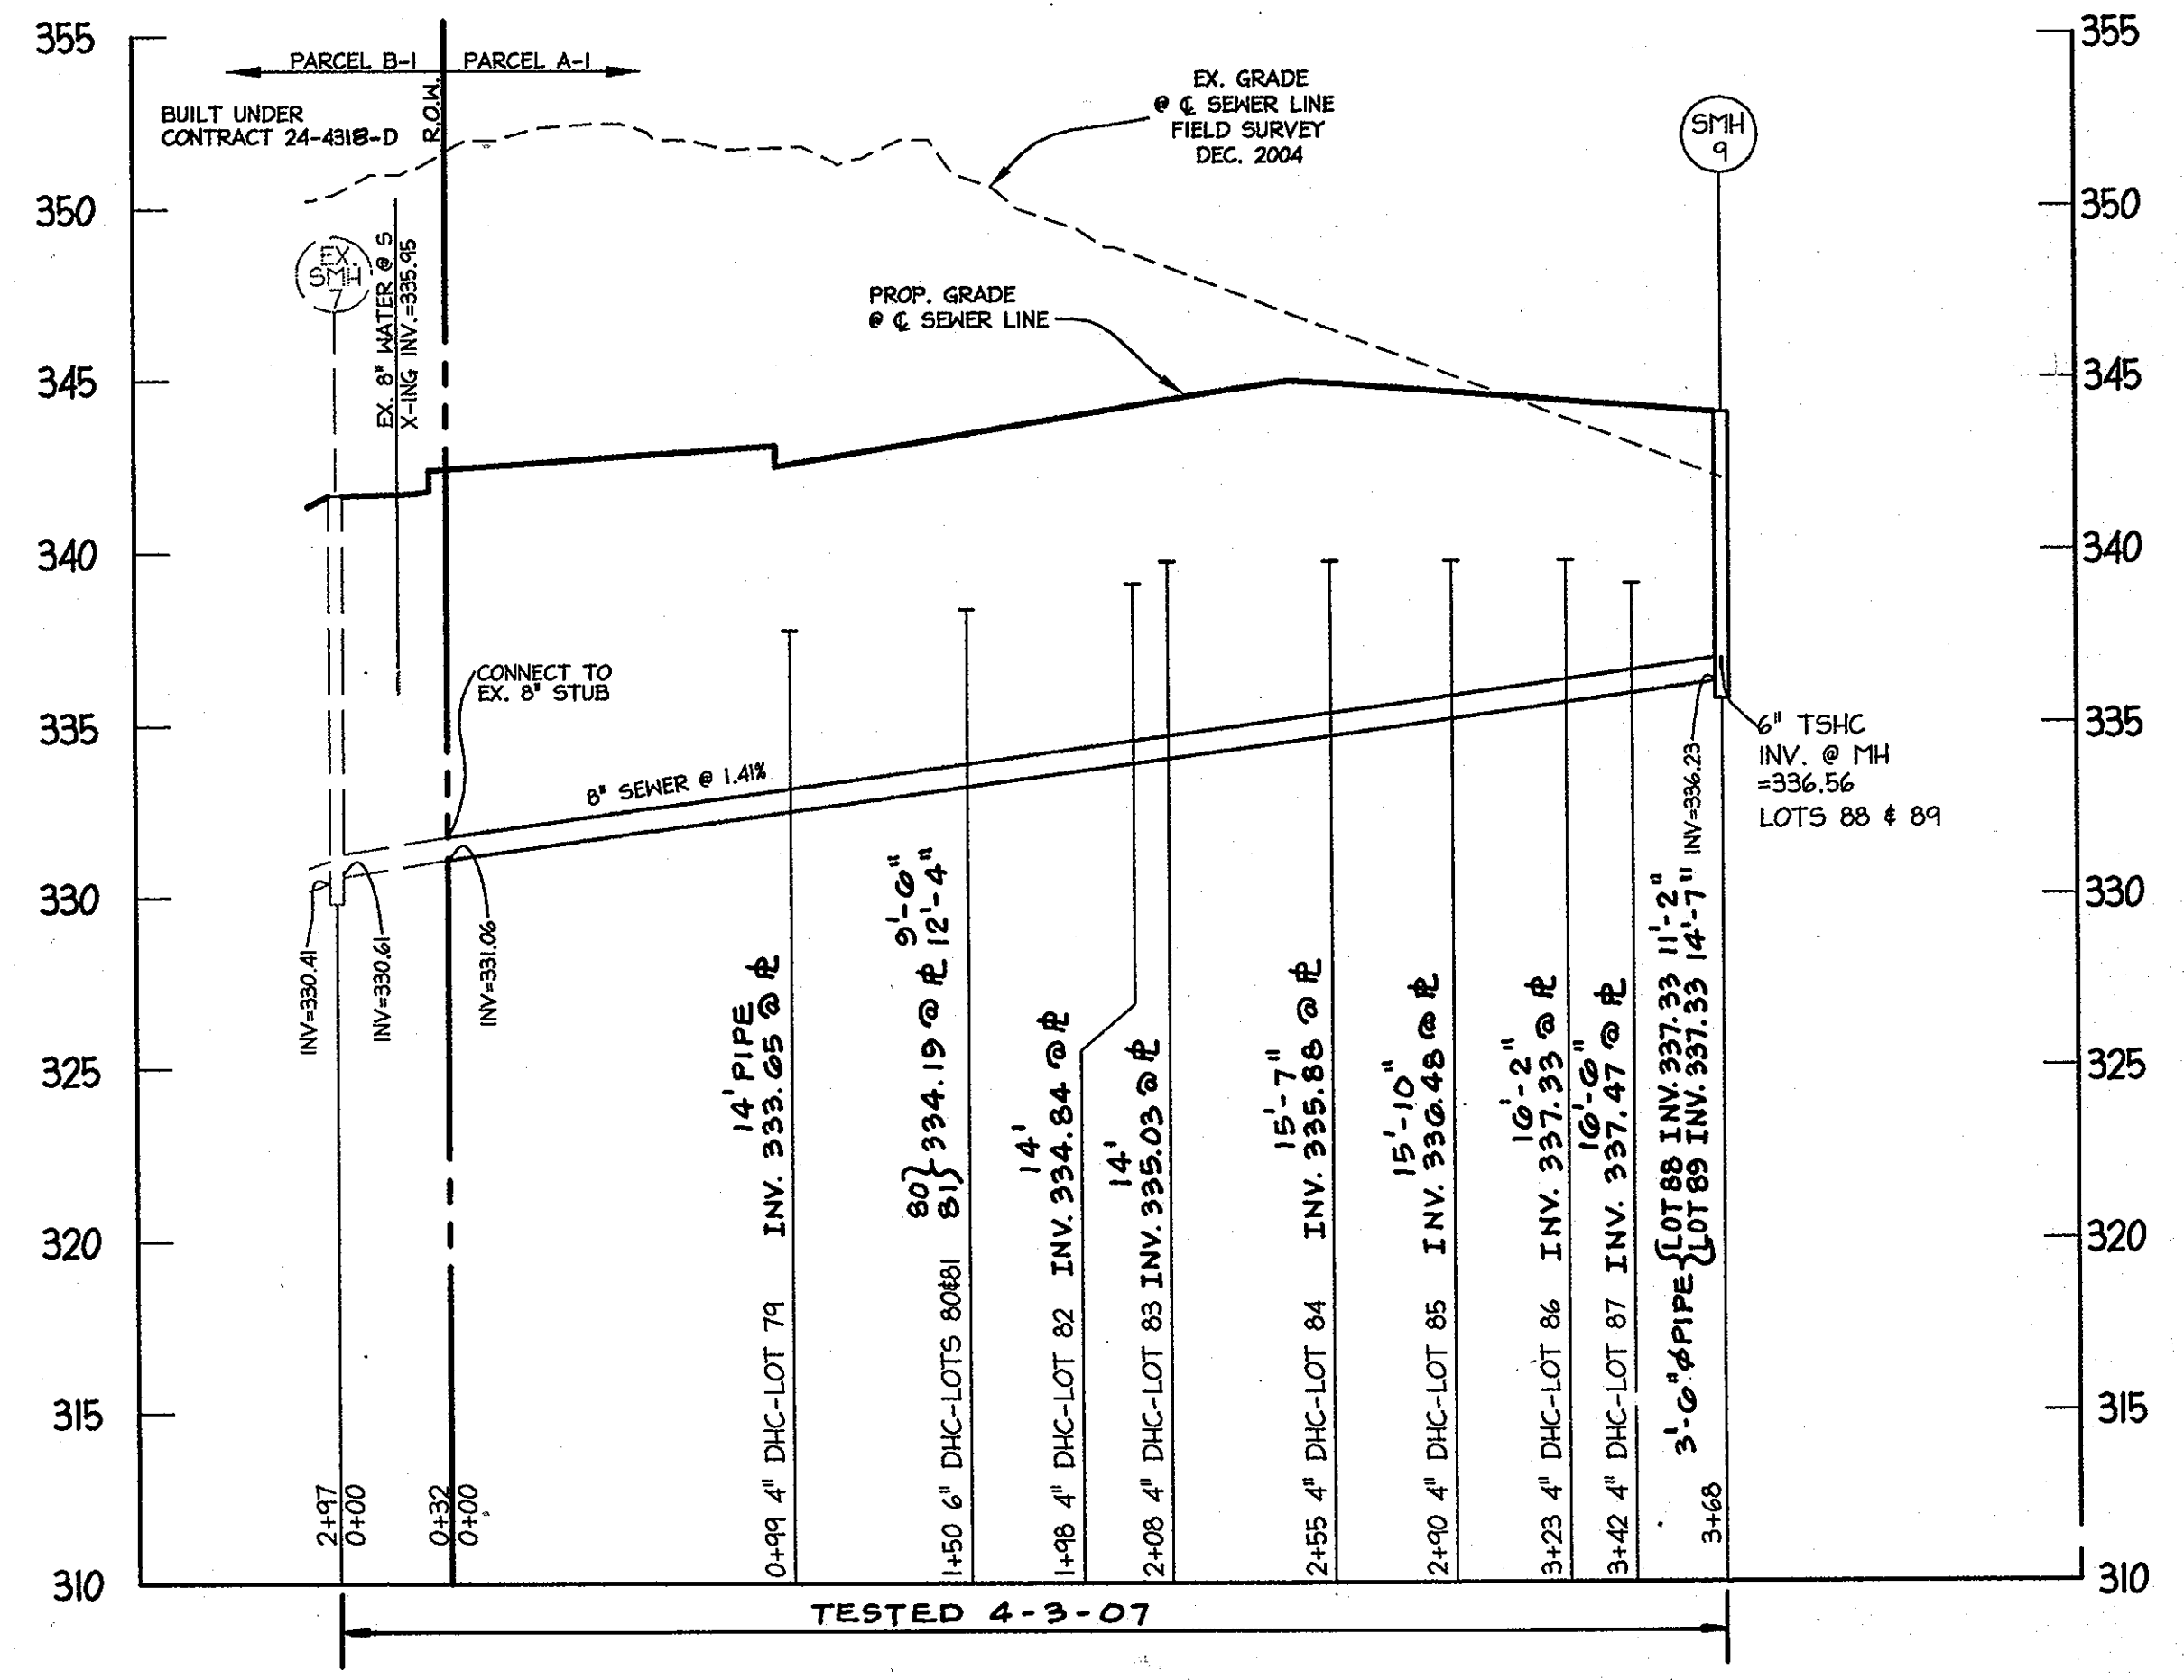 355
355
PARCEL B-1
PARCEL A-1
R.O.W.
BUILT UNDER
CONTRACT 24-4318-D
EX. GRADE
@ ℄ SEWER LINE
FIELD SURVEY
DEC. 2004
SMH
9
350
350
EX.
SMH
7
EX. 8" WATER @ S
X-ING INV.=335.95
PROP. GRADE
@ ℄ SEWER LINE
345
345
340
340
CONNECT TO
EX. 8" STUB
335
335
8" SEWER @ 1.41%
6" TSHC
INV. @ MH
=336.56
LOTS 88 & 89
INV=336.23
330
330
INV=330.41
INV=330.61
INV=331.06
325
325
320
320
315
315
310
310
2+97
0+00
0+32
0+00
14' PIPE
INV. 333.65 @ ⅊
0+99 4" DHC-LOT 79
80} 334.19 @ ⅊ 9'-6"
81} 12'-4"
1+50 6" DHC-LOTS 80&81
14'
INV. 334.84 @ ⅊
1+98 4" DHC-LOT 82
14'
INV. 335.03 @ ⅊
2+08 4" DHC-LOT 83
15'-7"
INV. 335.88 @ ⅊
2+55 4" DHC-LOT 84
15'-10"
INV. 336.48 @ ⅊
2+90 4" DHC-LOT 85
16'-2"
INV. 337.33 @ ⅊
3+23 4" DHC-LOT 86
16'-6"
INV. 337.47 @ ⅊
3+42 4" DHC-LOT 87
3'-6" ϕ PIPE
{LOT 88 INV. 337.33 11'-2"
{LOT 89 INV. 337.33 14'-7"
3+68
TESTED 4-3-07